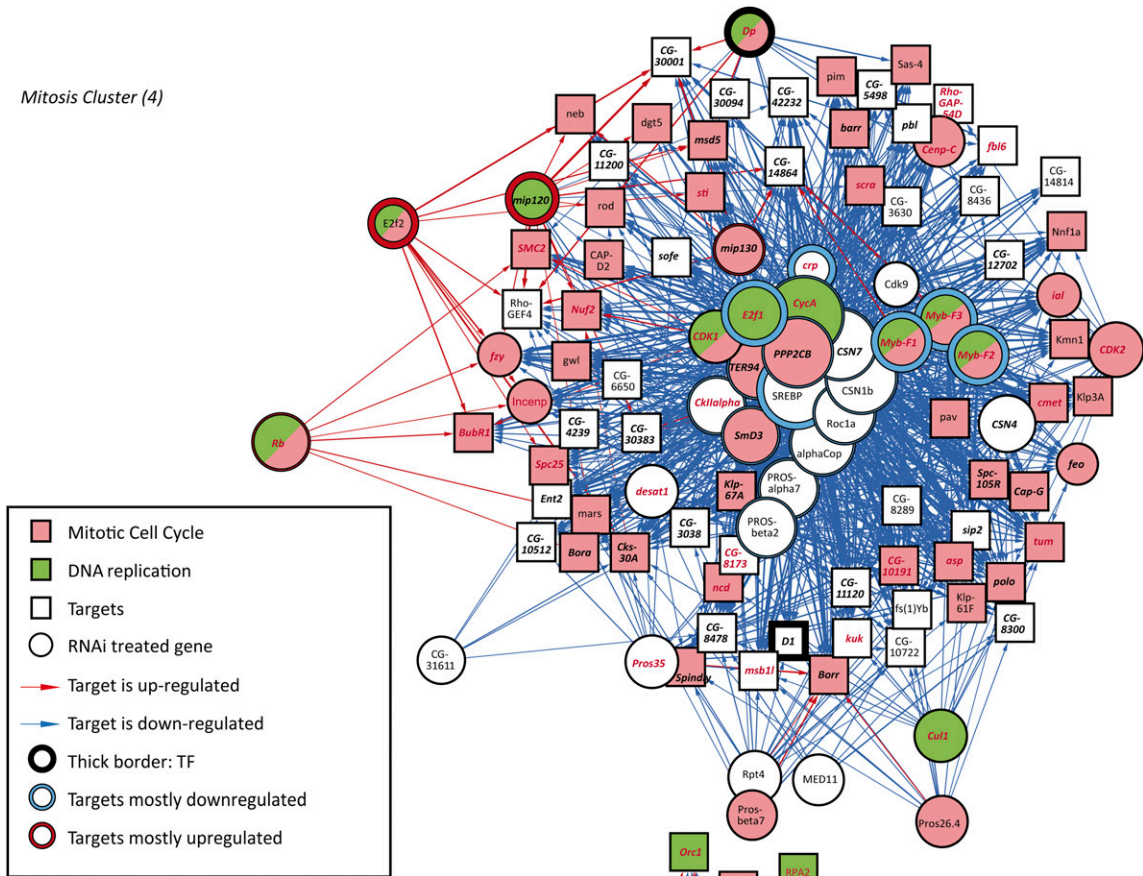 Dp
CG-
30001
Sas-4
pim
CG-
5498
Mitosis Cluster (4)
CG-
30094
CG-
42232
Rho-
GAP-
54D
neb
dgt5
msd5
barr
pbl
Cenp-C
fbl6
CG-
11200
CG-
14864
CG-
14814
mip120
sti
scra
CG-
8436
rod
CG-
3630
E2f2
Nnf1a
SMC2
CAP-
D2
sofe
mip130
CG-
12702
crp
Cdk9
ial
Rho-
GEF4
Nuf2
E2f1
CycA
Myb-F3
CDK1
Myb-F1
Kmn1
CDK2
fzy
gwl
TER94
PPP2CB
CSN7
Myb-F2
CG-
6650
SREBP
CSN1b
Incenp
CkIIalpha
cmet
Klp3A
Roc1a
pav
CSN4
Rb
BubR1
CG-
4239
CG-
30383
SmD3
alphaCop
Spc25
feo
Klp-
67A
PROS-
alpha7
Spc-
105R
Cap-G
Ent2
desat1
CG-
8289
mars
PROS-
beta2
sip2
CG-
10512
Bora
Cks-
30A
CG-
3038
tum
CG-
8173
CG-
10191
asp
ncd
polo
CG-
11120
fs(1)Yb
Klp-
61F
CG-
8300
CG-
8478
D1
kuk
CG-
10722
CG-
31611
Pros35
Spindly
msb1l
Borr
Cul1
Rpt4
MED11
Pros-
beta7
Pros26.4
Orc1
RPA2
Mitotic Cell Cycle
DNA replication
Targets
RNAi treated gene
Target is up-regulated
Target is down-regulated
Thick border: TF
Targets mostly downregulated
Targets mostly upregulated